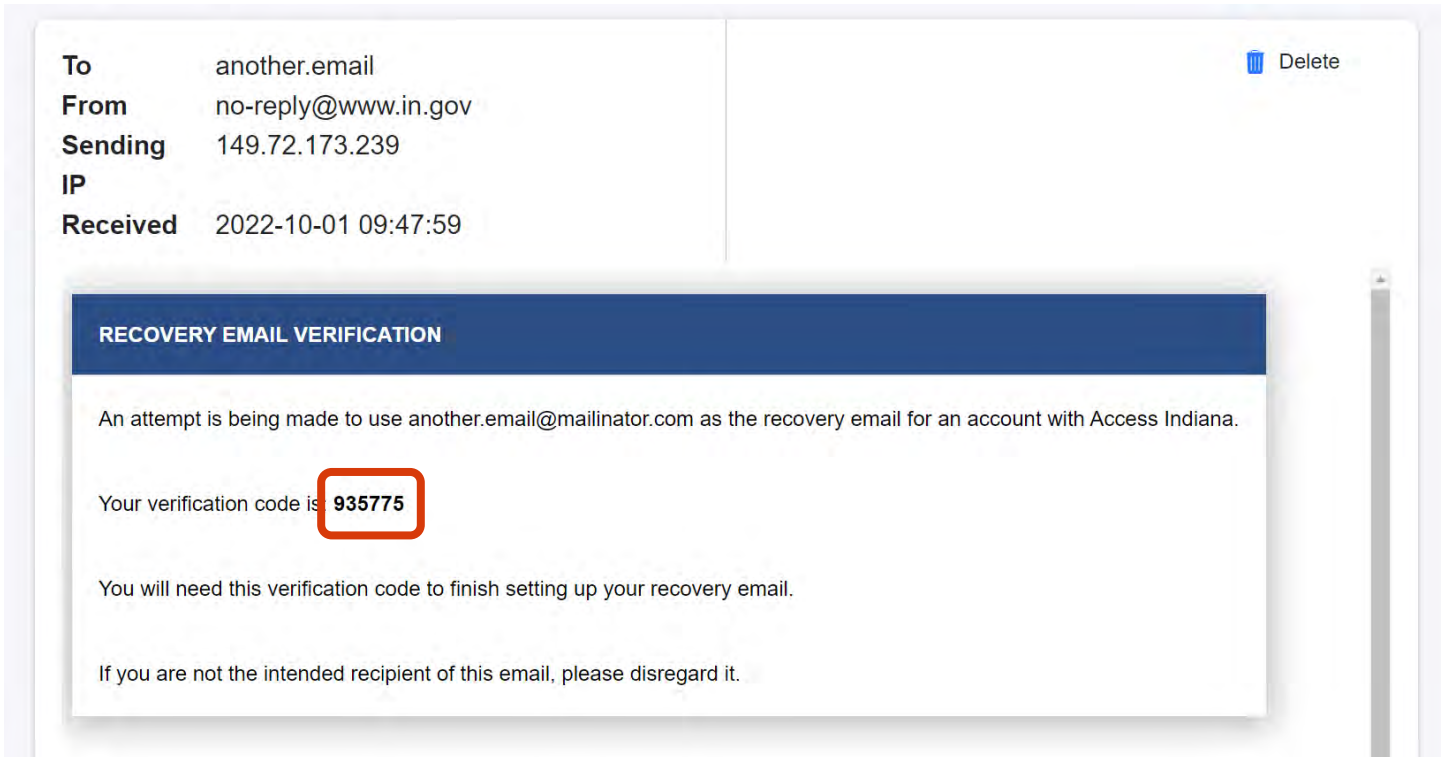 To another.email
Delete
From no-reply@www.in.gov
Sending 149.72.173.239
IP
Received 2022-10-01 09:47:59
RECOVERY EMAIL VERIFICATION
An attempt is being made to use another.email@mailinator.com as the recovery email for an account with Access Indiana.
Your verification code is: 935775
You will need this verification code to finish setting up your recovery email.
If you are not the intended recipient of this email, please disregard it.